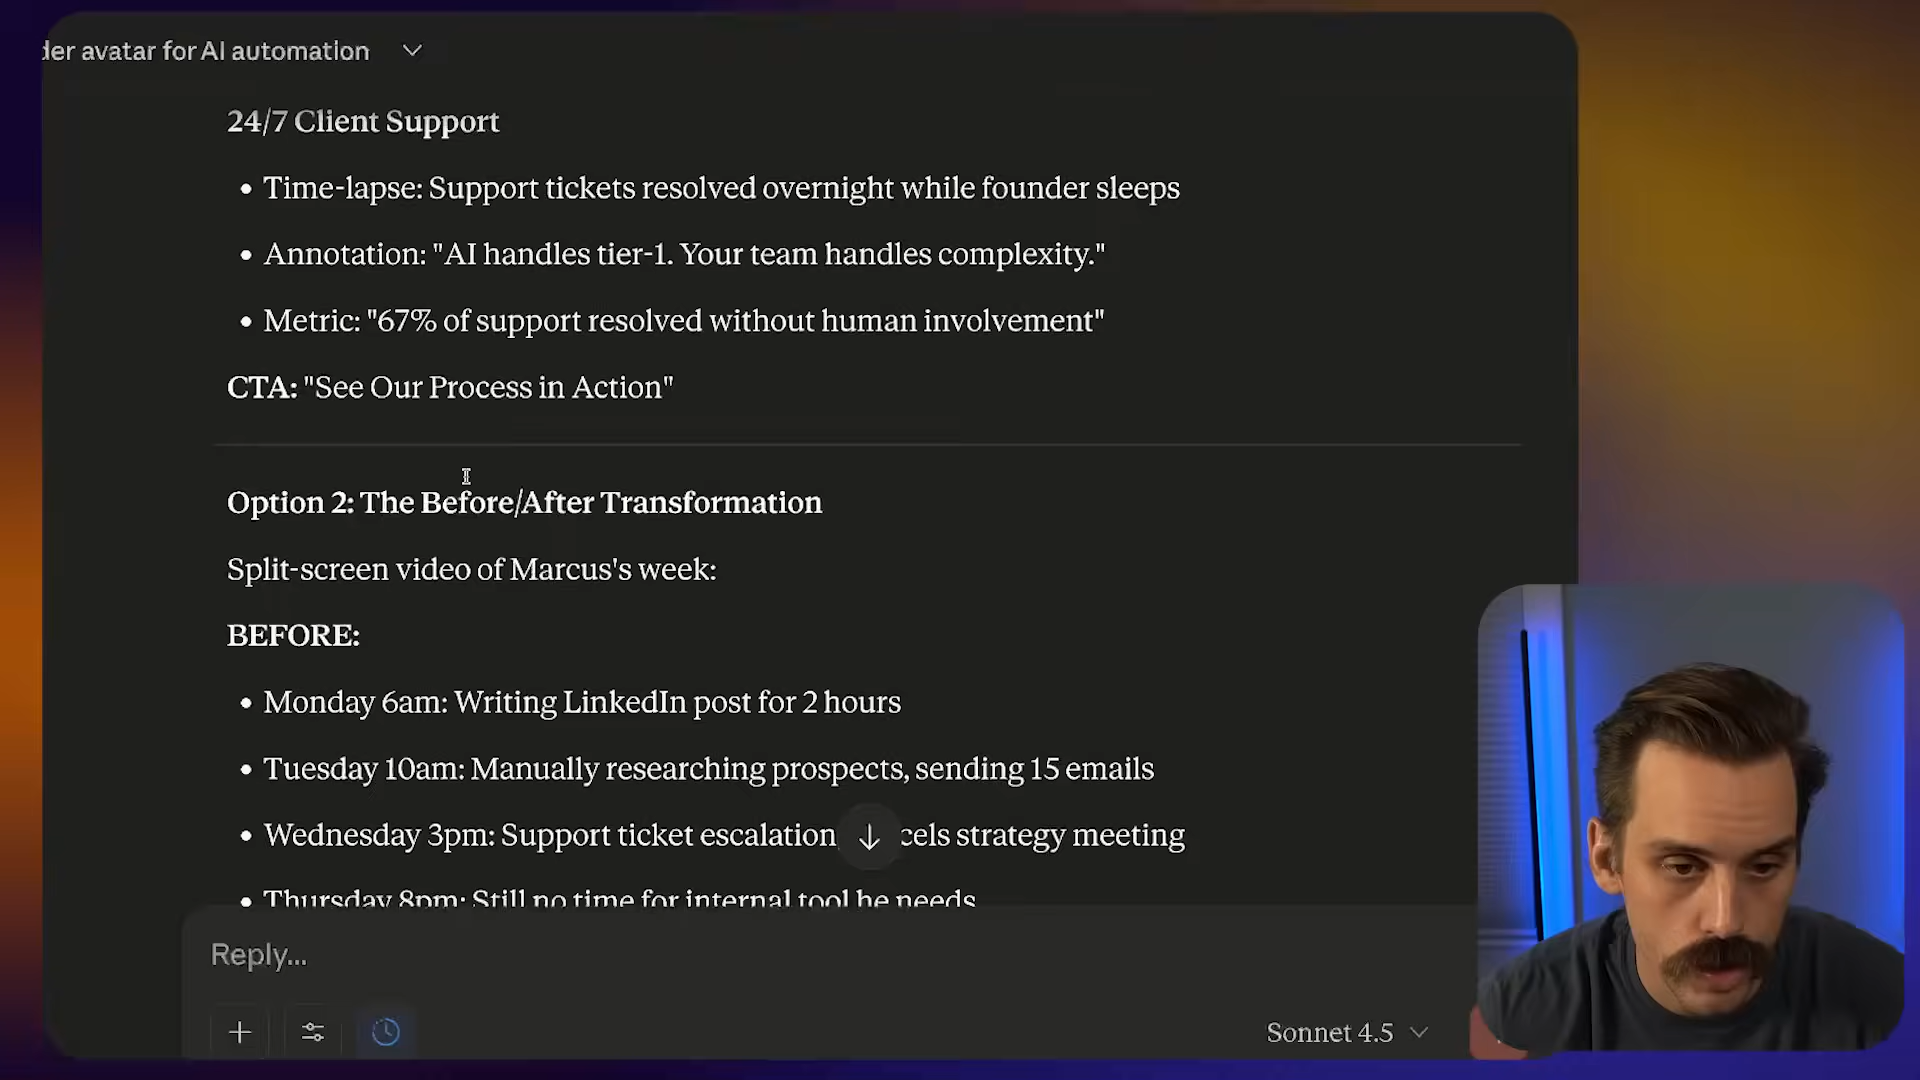 der avatar for AI automation
24/7 Client Support
• Time-lapse: Support tickets resolved overnight while founder sleeps
• Annotation: "AI handles tier-1. Your team handles complexity."
• Metric: "67% of support resolved without human involvement"
CTA: "See Our Process in Action"
Option 2: The Before/After Transformation
Split-screen video of Marcus's week:
BEFORE:
• Monday 6am: Writing LinkedIn post for 2 hours
• Tuesday 10am: Manually researching prospects, sending 15 emails
• Wednesday 3pm: Support ticket escalation cels strategy meeting
• Thursday 8pm: Still no time for internal tool he needs
Reply...
Sonnet 4.5